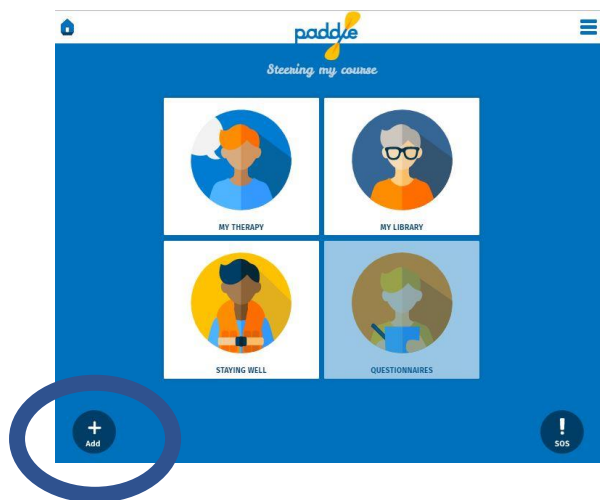 paddle
Steering my course
MY THERAPY
MY LIBRARY
STAYING WELL
QUESTIONNAIRES
+
Add
!
SOS